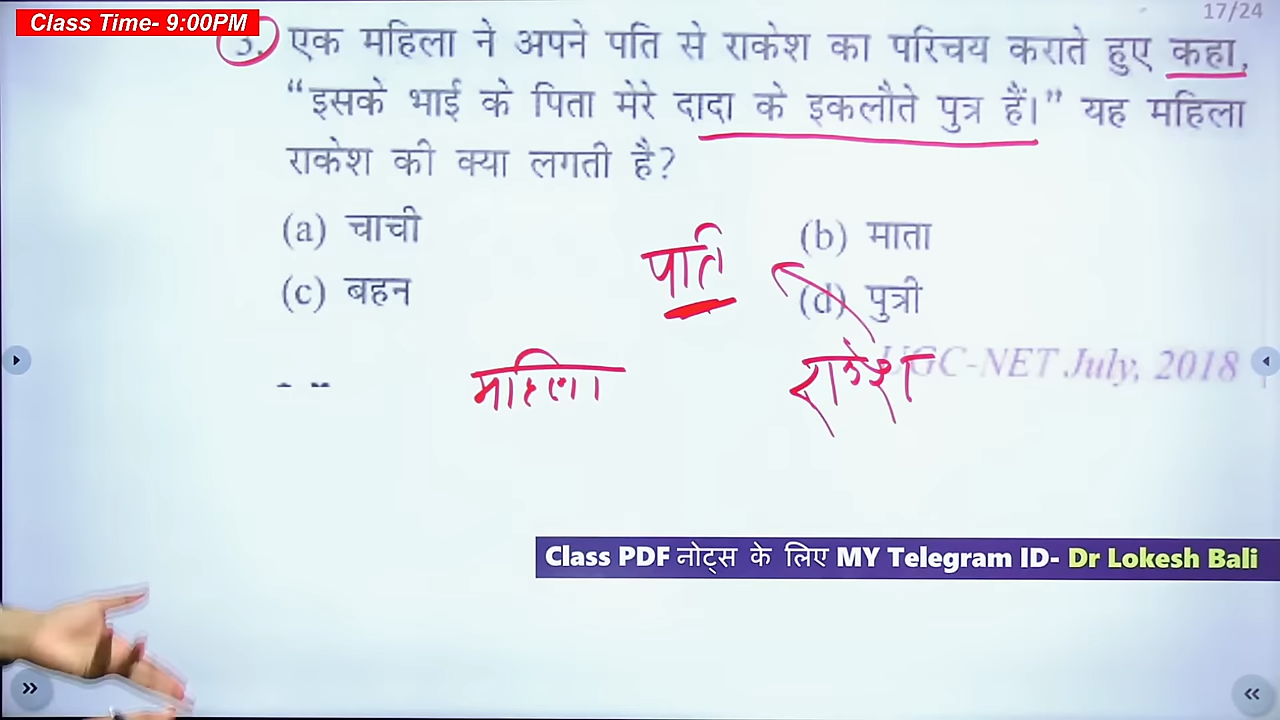 Class Time- 9:00PM
17/24
3. एक महिला ने अपने पति से राकेश का परिचय कराते हुए कहा,
“इसके भाई के पिता मेरे दादा के इकलौते पुत्र हैं।” यह महिला
राकेश की क्या लगती है?
(a) चाची (b) माता
(c) बहन (d) पुत्री
पति
महिला राकेश
UGC-NET July, 2018
Class PDF नोट्स के लिए MY Telegram ID- Dr Lokesh Bali